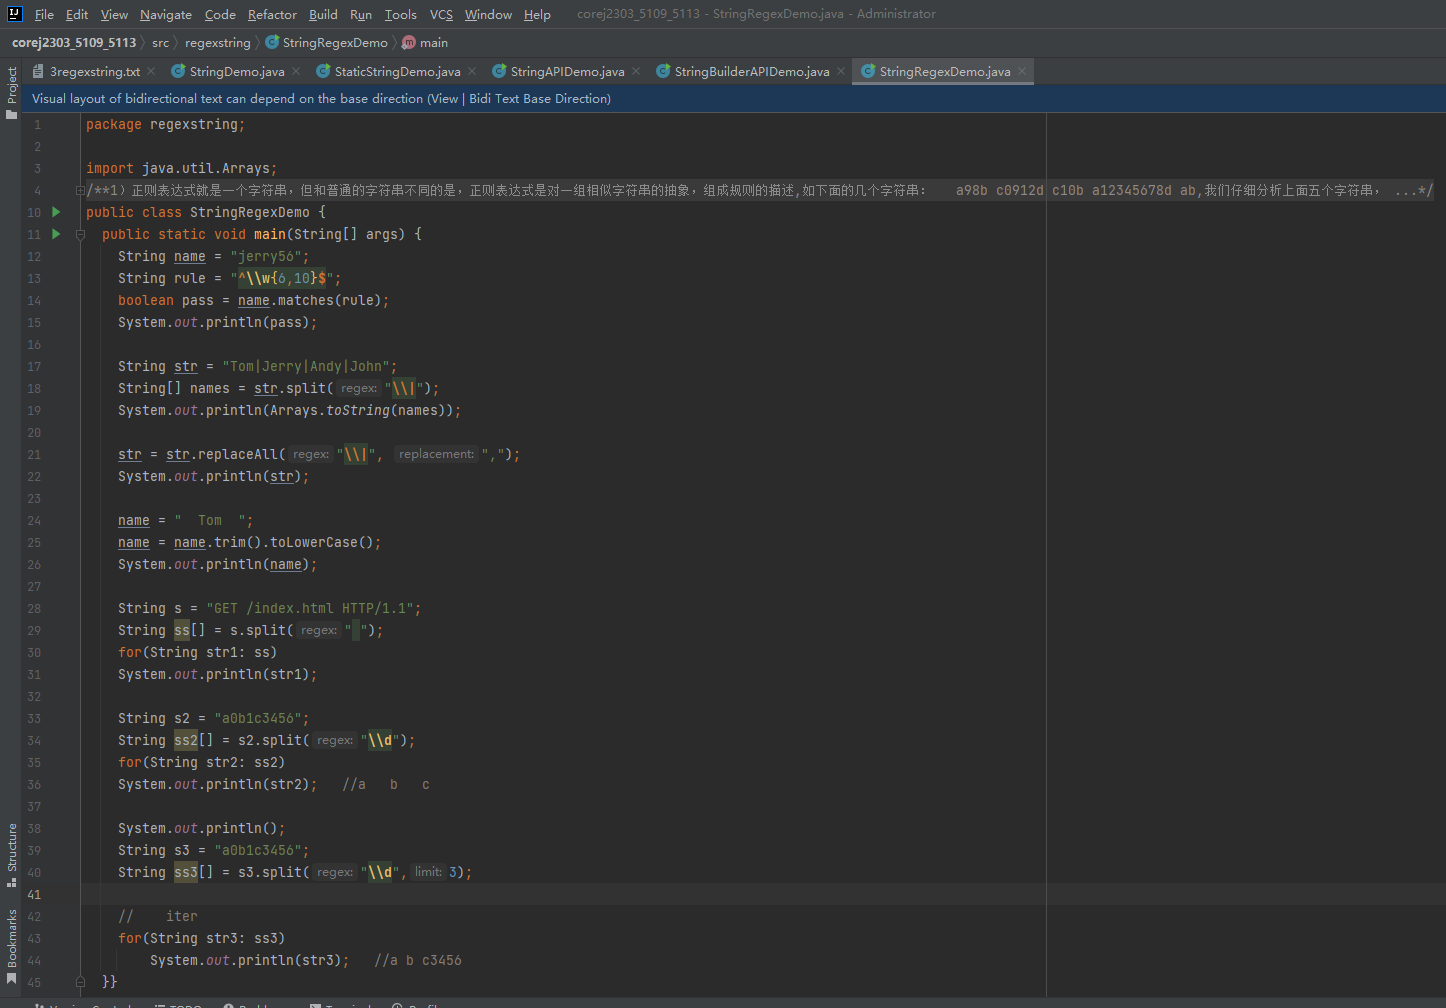 File Edit View Navigate Code Refactor Build Run Tools VCS Window Help corej2303_5109_5113 - StringRegexDemo.java - Administrator
corej2303_5109_5113 src regexstring StringRegexDemo main
3regexstring.txt StringDemo.java StaticStringDemo.java StringAPIDemo.java StringBuilderAPIDemo.java StringRegexDemo.java
Project
Visual layout of bidirectional text can depend on the base direction (View | Bidi Text Base Direction)
1 package regexstring;
2
3 import java.util.Arrays;
4 /**1）正则表达式就是一个字符串，但和普通的字符串不同的是，正则表达式是对一组相似字符串的抽象，组成规则的描述,如下面的几个字符串： a98b c0912d c10b a12345678d ab,我们仔细分析上面五个字符串， ...*/
10 public class StringRegexDemo {
11 public static void main(String[] args) {
12 String name = "jerry56";
13 String rule = "^\\w{6,10}$";
14 boolean pass = name.matches(rule);
15 System.out.println(pass);
16
17 String str = "Tom|Jerry|Andy|John";
18 String[] names = str.split( regex: "\\|");
19 System.out.println(Arrays.toString(names));
20
21 str = str.replaceAll( regex: "\\|", replacement: ",");
22 System.out.println(str);
23
24 name = "  Tom  ";
25 name = name.trim().toLowerCase();
26 System.out.println(name);
27
28 String s = "GET /index.html HTTP/1.1";
29 String ss[] = s.split( regex: " ");
30 for(String str1: ss)
31 System.out.println(str1);
32
33 String s2 = "a0b1c3456";
34 String ss2[] = s2.split( regex: "\\d");
35 for(String str2: ss2)
36 System.out.println(str2); //a b c
37
38 System.out.println();
39 String s3 = "a0b1c3456";
40 String ss3[] = s3.split( regex: "\\d", limit: 3);
41
42 // iter
43 for(String str3: ss3)
44 System.out.println(str3); //a b c3456
45 }}
Structure
Bookmarks